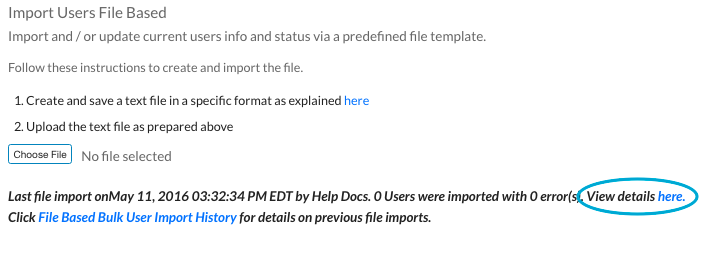 Import Users File Based
Import and / or update current users info and status via a predefined file template.
Follow these instructions to create and import the file.
1. Create and save a text file in a specific format as explained here
2. Upload the text file as prepared above
Choose File No file selected
Last file import onMay 11, 2016 03:32:34 PM EDT by Help Docs. 0 Users were imported with 0 error(s). View details here.
Click File Based Bulk User Import History for details on previous file imports.